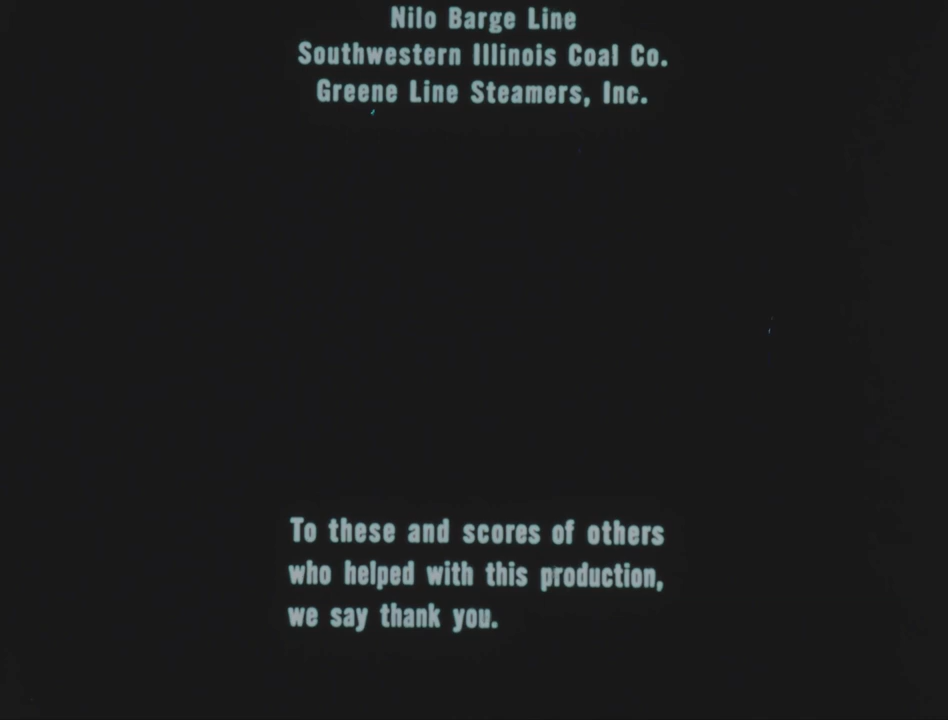 Nilo Barge Line
Southwestern Illinois Coal Co.
Greene Line Steamers, Inc.
To these and scores of others
who helped with this production,
we say thank you.